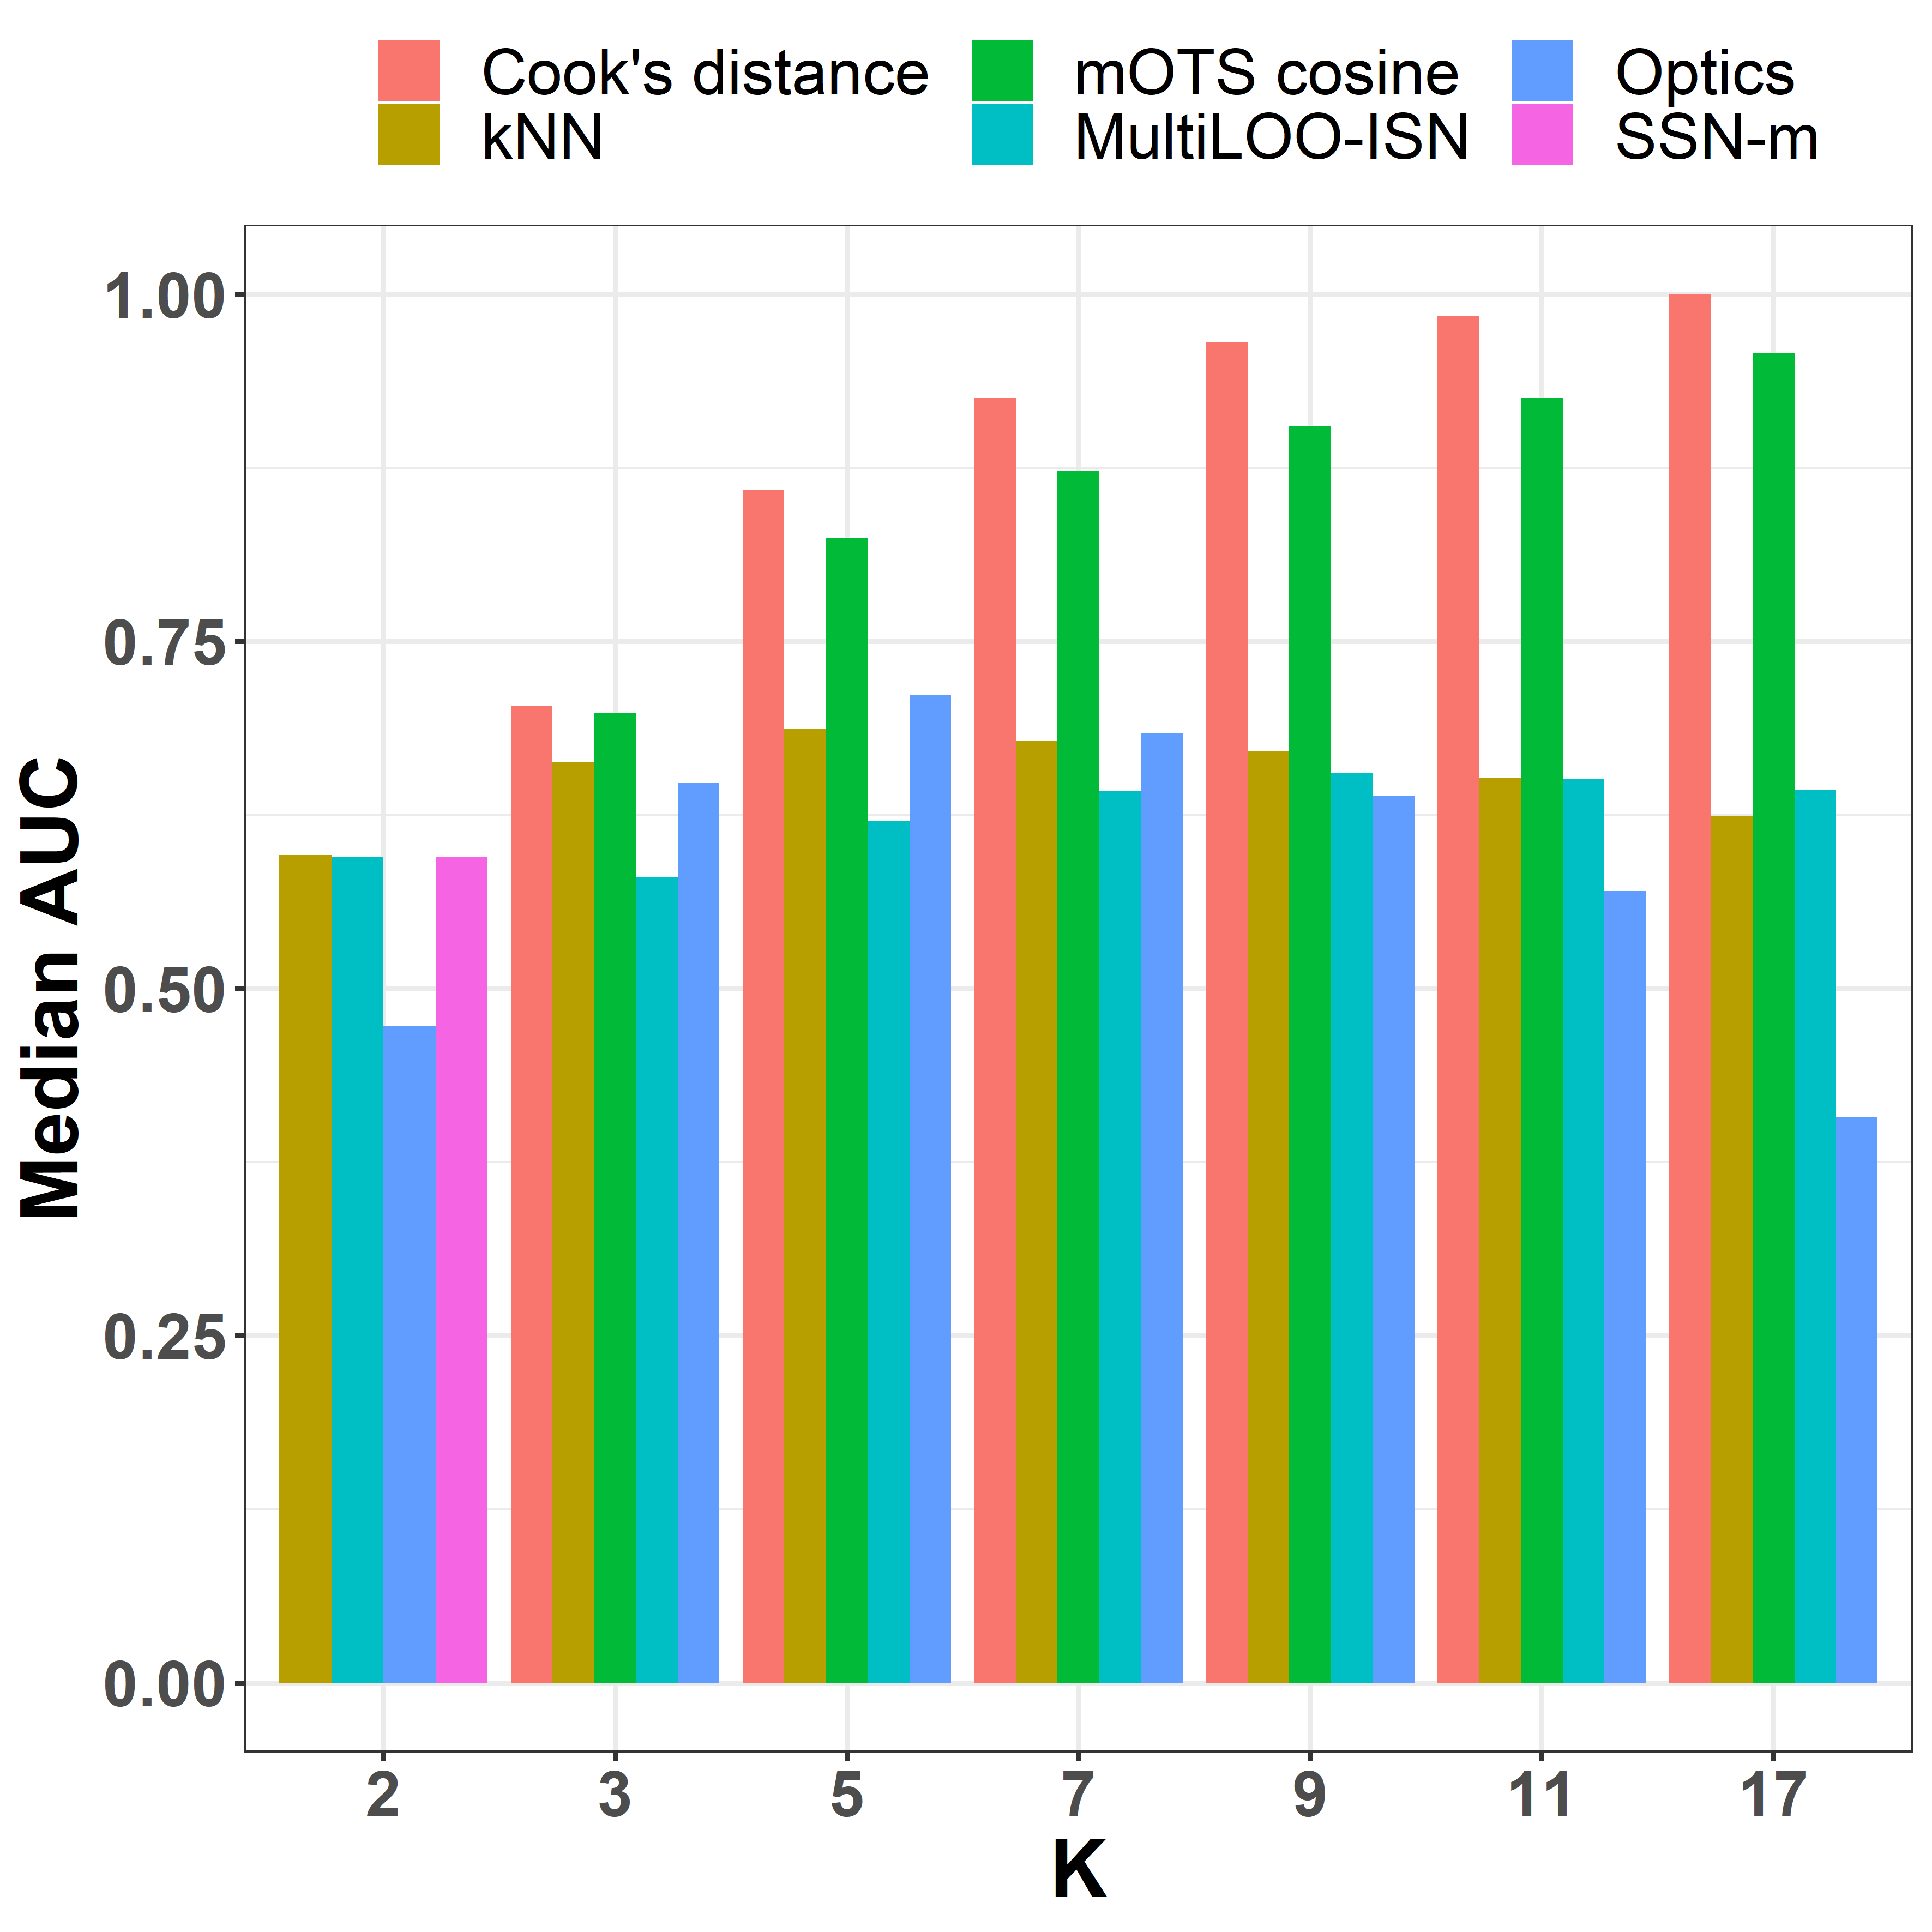 Cook's distance mOTS cosine Optics
kNN MultiLOO-ISN SSN-m
Median AUC
1.00
0.75
0.50
0.25
0.00
2 3 5 7 9 11 17
K